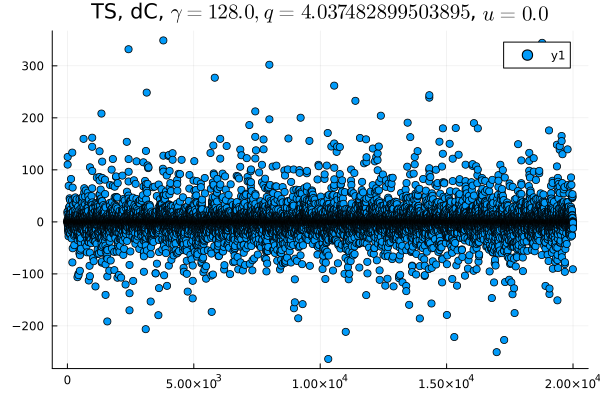 TS, dC, γ = 128.0, q = 4.037482899503895, u = 0.0
y1
300
200
100
0
−100
−200
0 5.00×10³ 1.00×10⁴ 1.50×10⁴ 2.00×10⁴